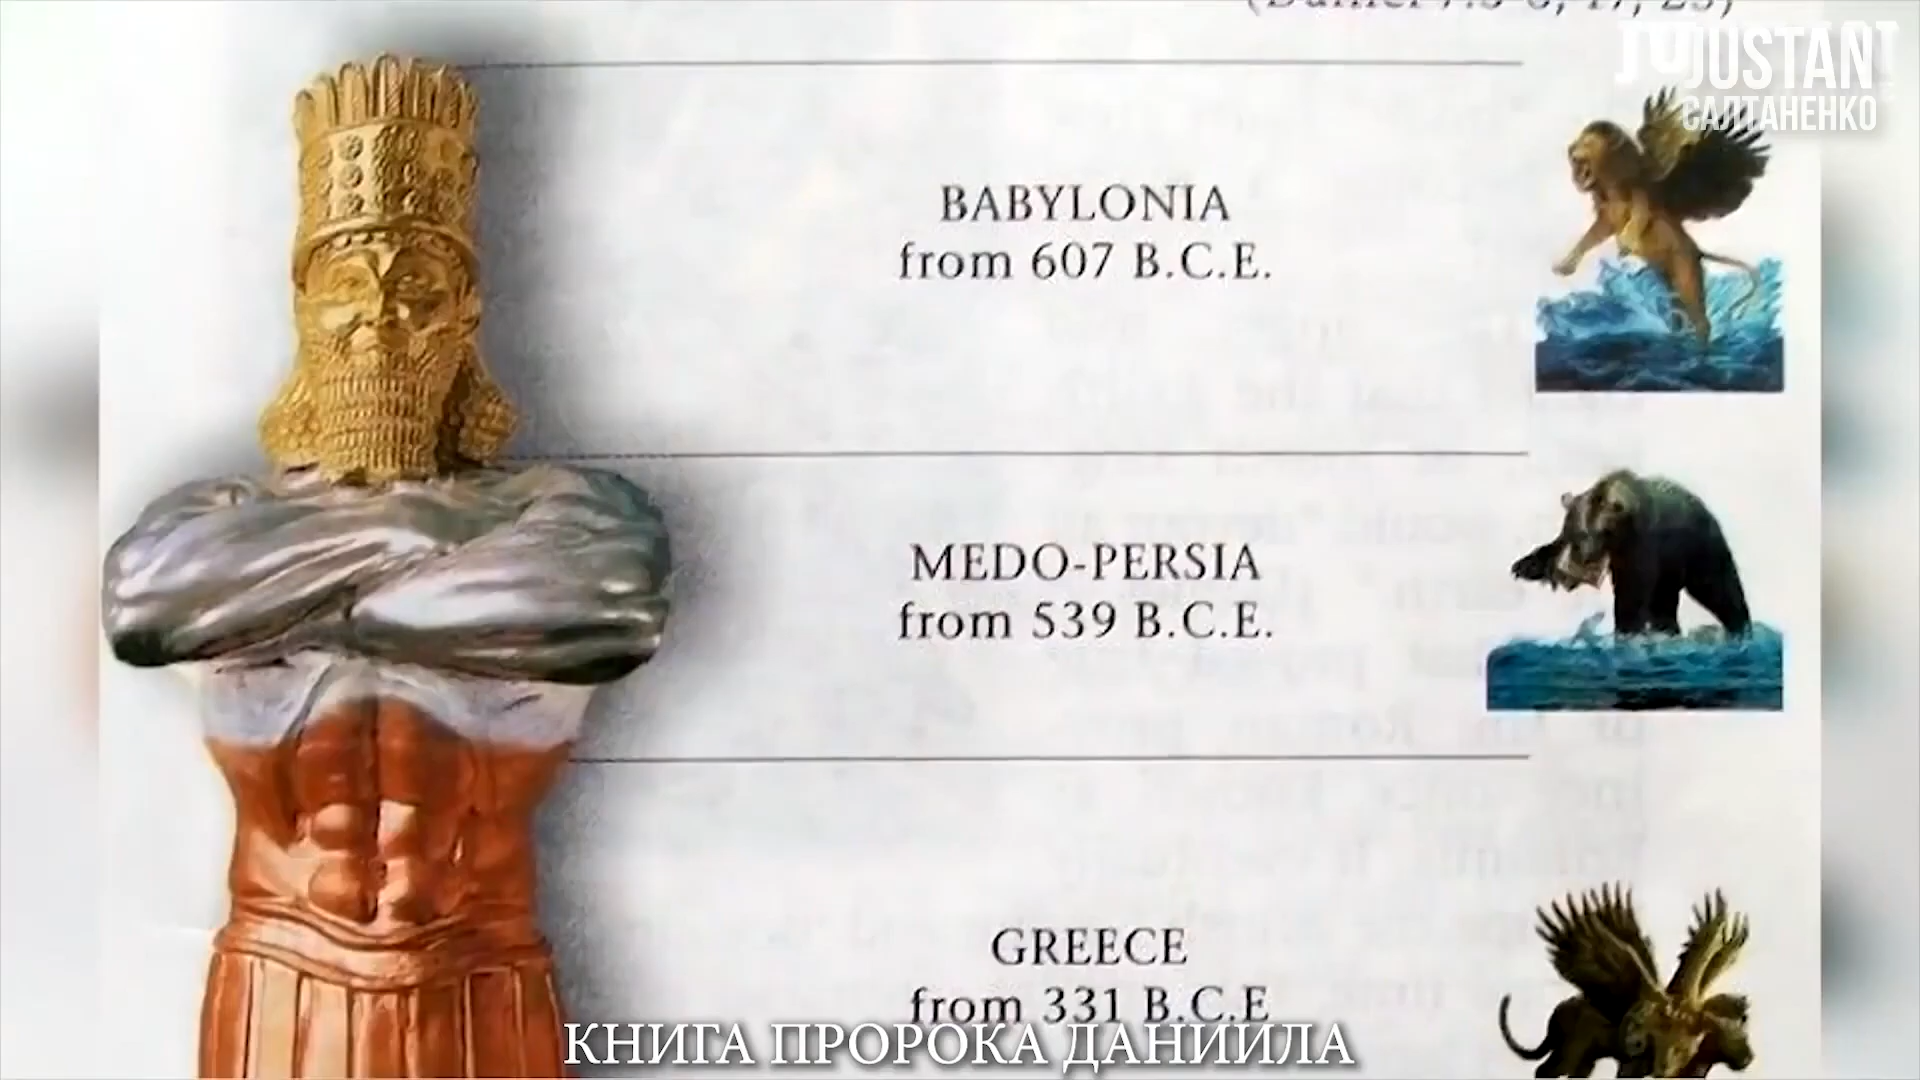 JUSTANT
САЛТАНЕНКО
BABYLONIA
from 607 B.C.E.
MEDO-PERSIA
from 539 B.C.E.
GREECE
from 331 B.C.E
КНИГА ПРОРОКА ДАНИИЛА